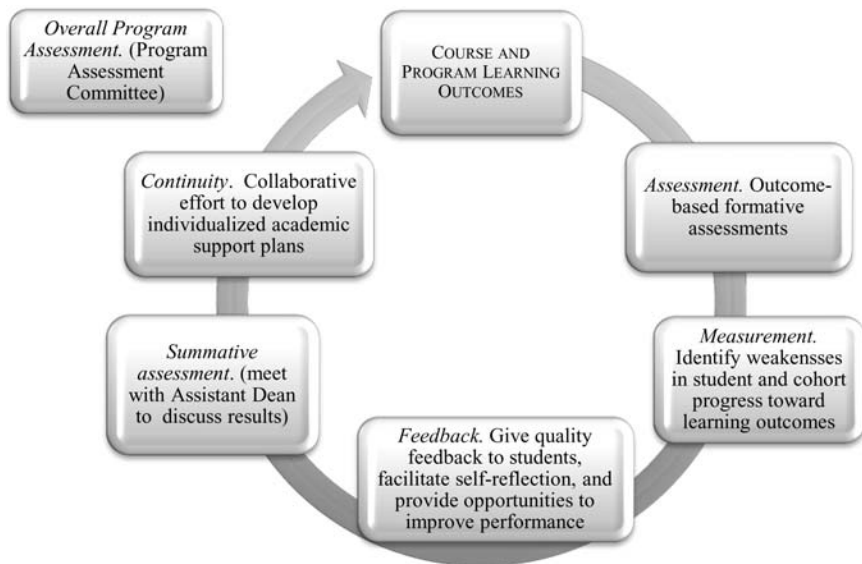 Overall Program
Assessment. (Program
Assessment
Committee)
COURSE AND
PROGRAM LEARNING
OUTCOMES
Assessment. Outcome-
based formative
assessments
Measurement.
Identify weakensses
in student and cohort
progress toward
learning outcomes
Feedback. Give quality
feedback to students,
facilitate self-reflection, and
provide opportunities to
improve performance
Summative
assessment. (meet
with Assistant Dean
to discuss results)
Continuity. Collaborative
effort to develop
individualized academic
support plans